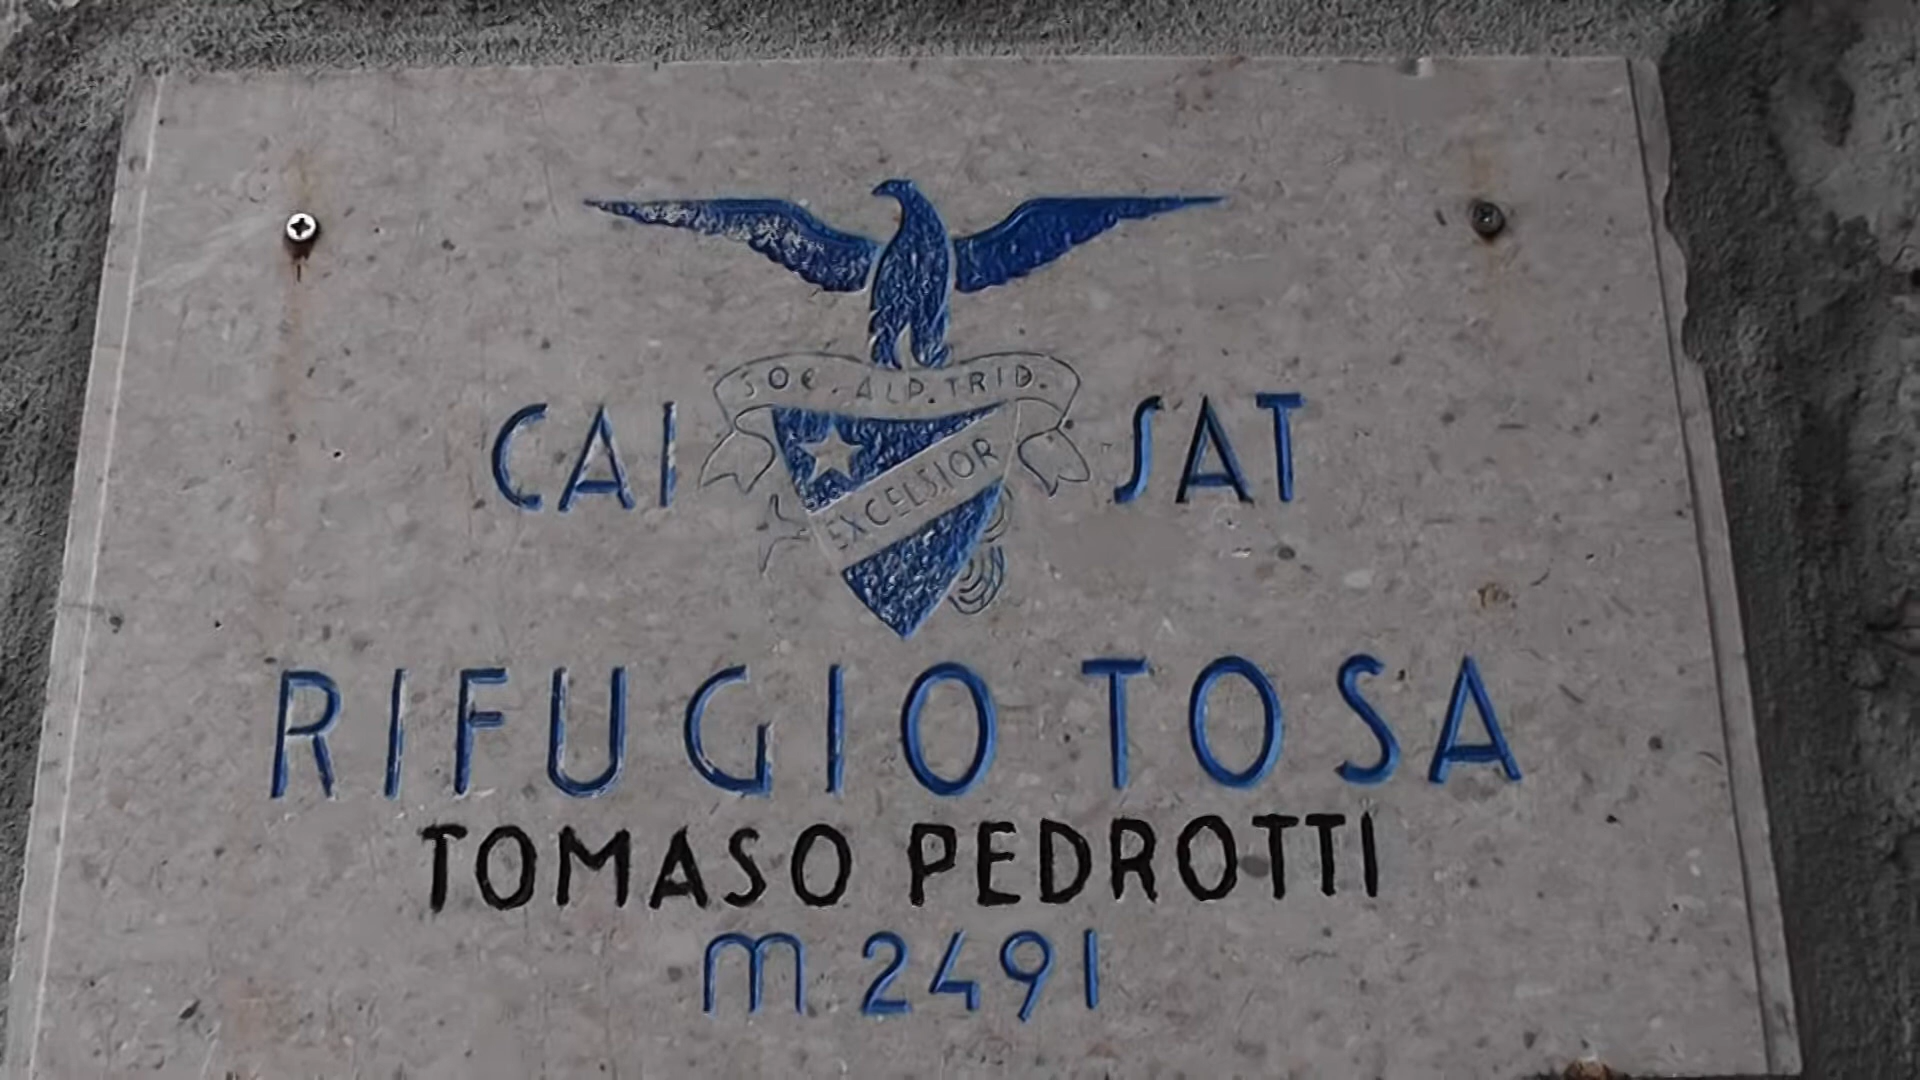 SOC. ALP. TRID.
CAI SAT
EXCELSIOR
RIFUGIO TOSA
TOMASO PEDROTTI
m 2491